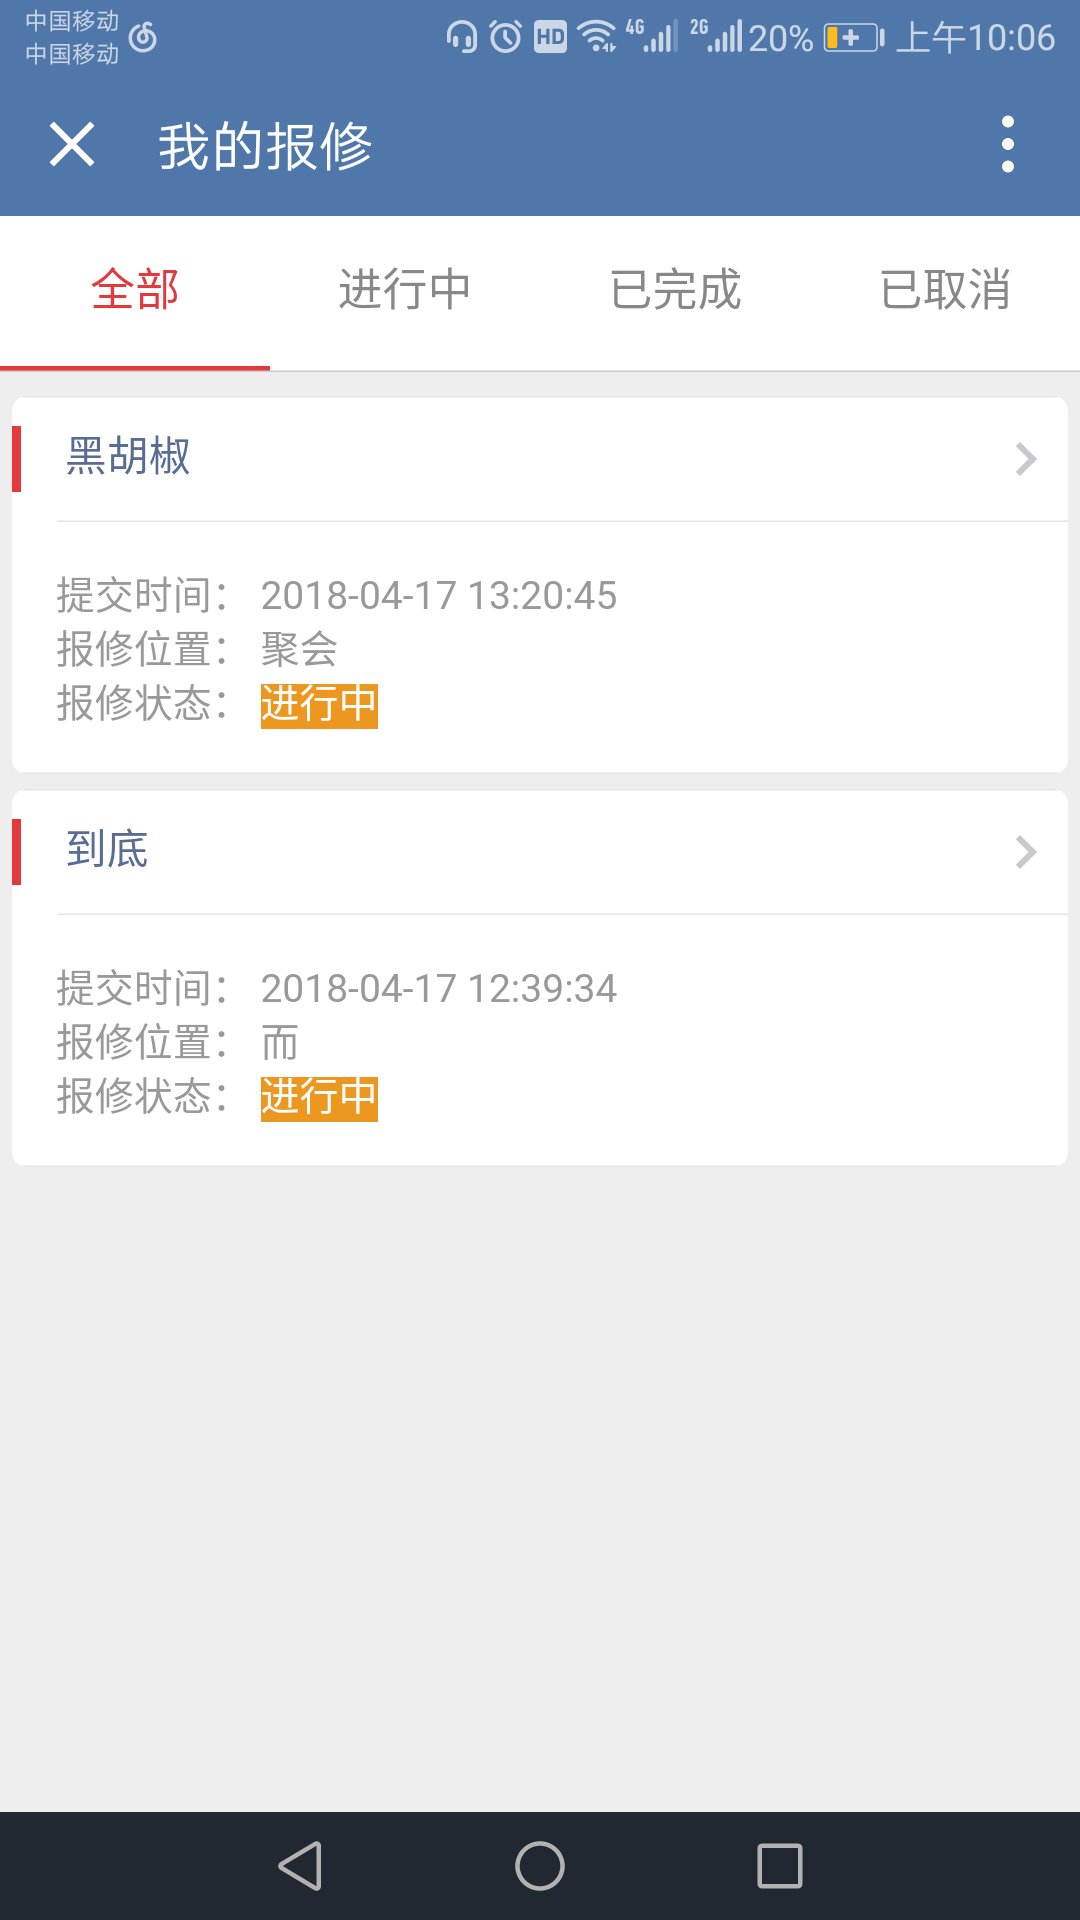 中国移动
中国移动
HD 4G 2G 20% 上午10:06
我的报修
全部 进行中 已完成 已取消
黑胡椒
提交时间： 2018-04-17 13:20:45
报修位置： 聚会
报修状态： 进行中
到底
提交时间： 2018-04-17 12:39:34
报修位置： 而
报修状态： 进行中